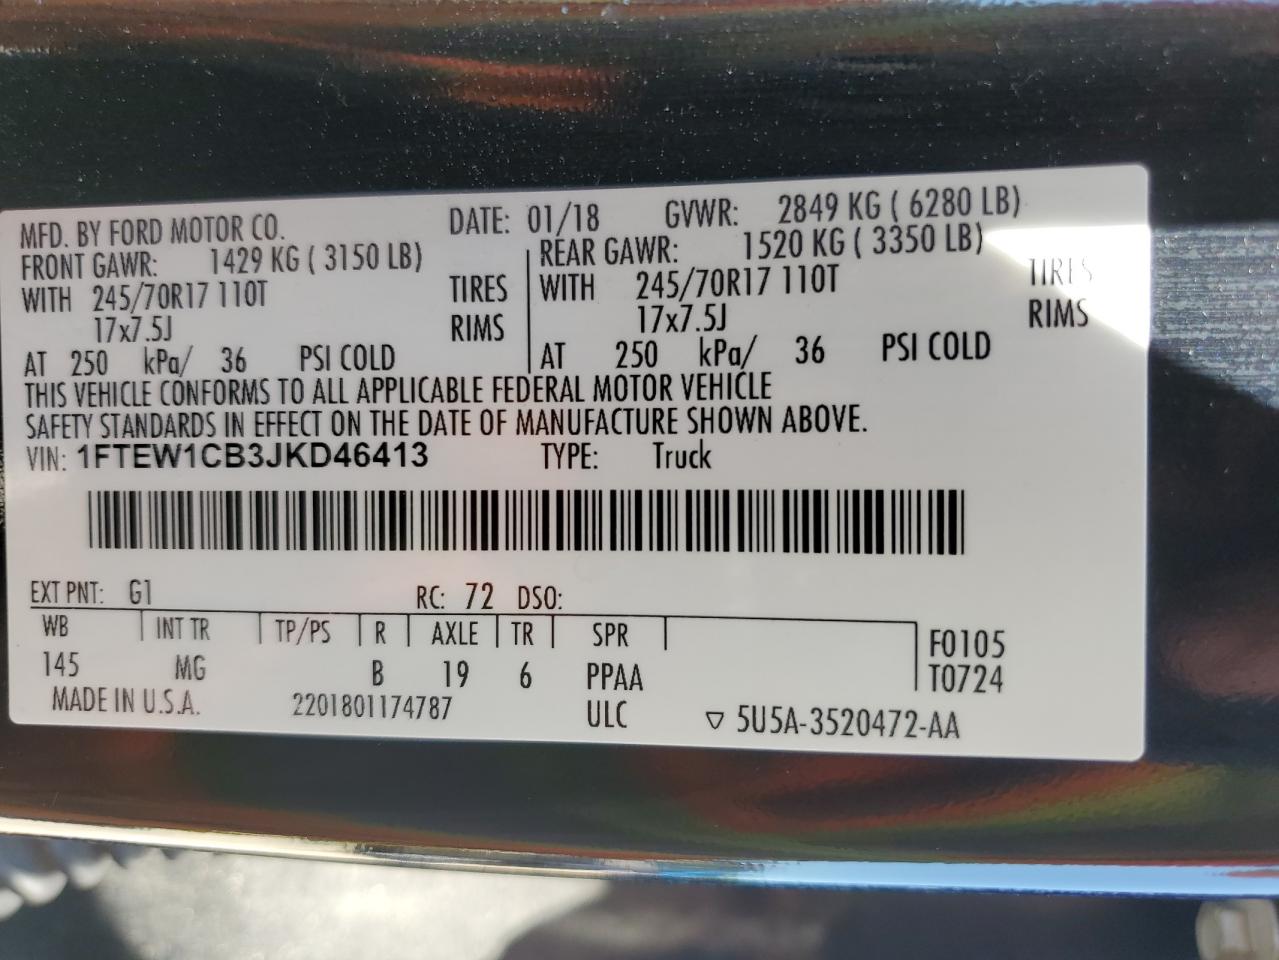 MFD. BY FORD MOTOR CO. DATE: 01/18 GVWR: 2849 KG ( 6280 LB)
FRONT GAWR: 1429 KG ( 3150 LB) REAR GAWR: 1520 KG ( 3350 LB)
WITH 245/70R17 110T TIRES WITH 245/70R17 110T TIRES
17x7.5J RIMS 17x7.5J RIMS
AT 250 kPa/ 36 PSI COLD AT 250 kPa/ 36 PSI COLD
THIS VEHICLE CONFORMS TO ALL APPLICABLE FEDERAL MOTOR VEHICLE
SAFETY STANDARDS IN EFFECT ON THE DATE OF MANUFACTURE SHOWN ABOVE.
VIN: 1FTEW1CB3JKD46413 TYPE: Truck
EXT PNT: G1 RC: 72 DSO:
WB INT TR TP/PS R AXLE TR SPR F0105
145 MG B 19 6 PPAA T0724
MADE IN U.S.A. 2201801174787 ULC ▽ 5U5A-3520472-AA